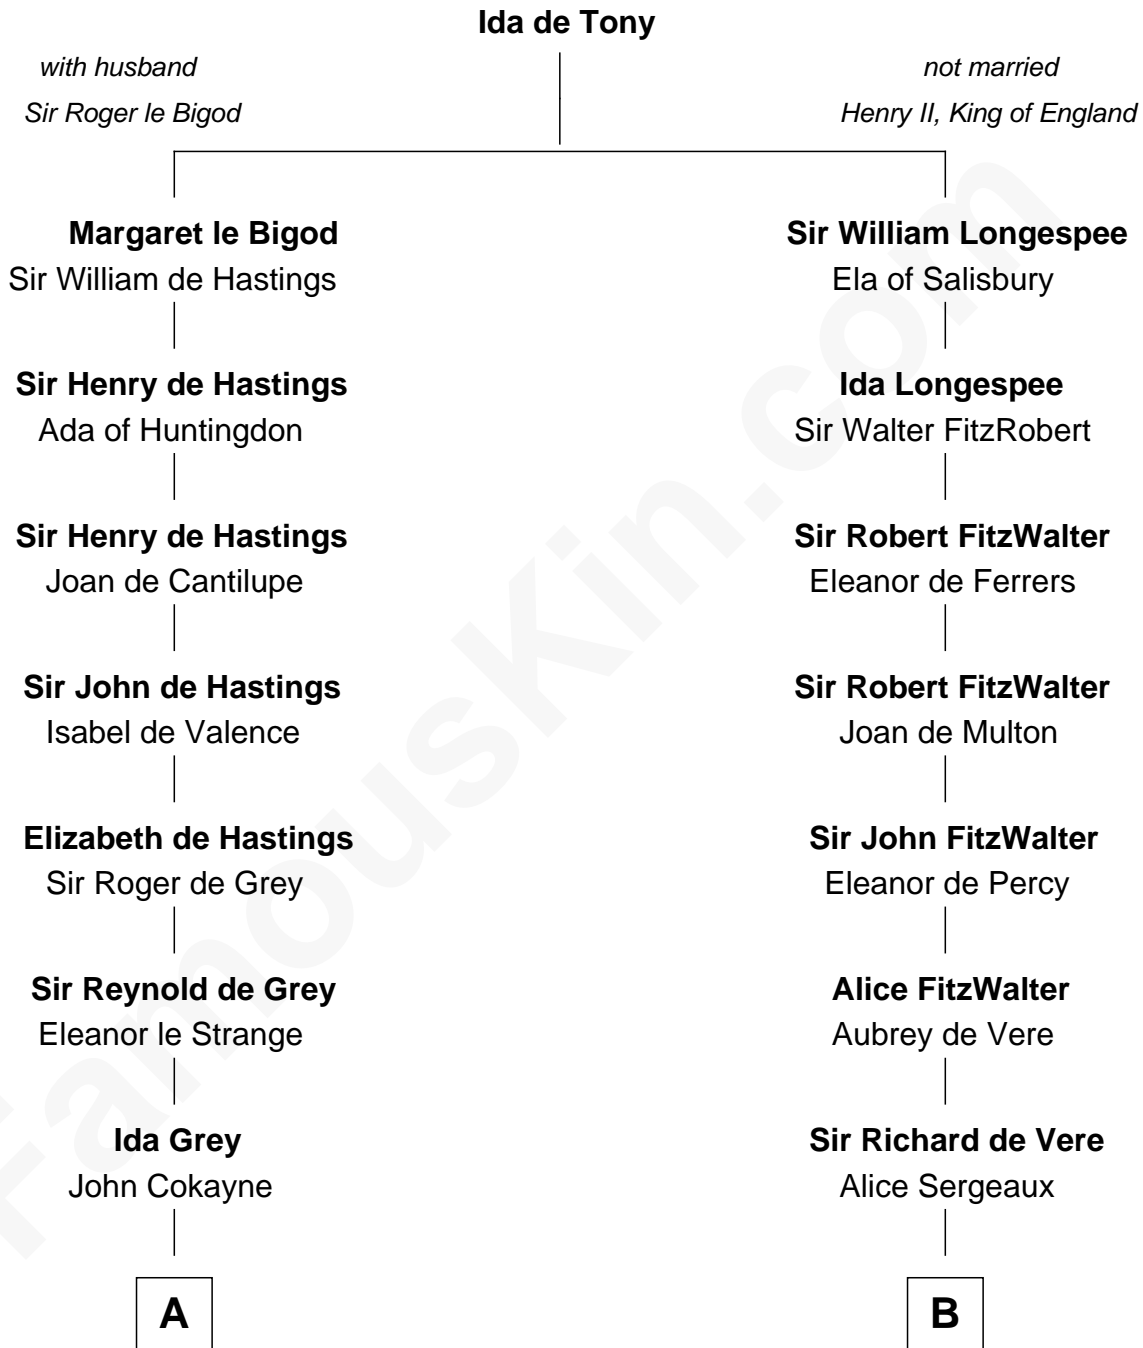 Ida de Tony
with husband
Sir Roger le Bigod
not married
Henry II, King of England
Margaret le Bigod
Sir William de Hastings
Sir William Longespee
Ela of Salisbury
Sir Henry de Hastings
Ada of Huntingdon
Ida Longespee
Sir Walter FitzRobert
Sir Henry de Hastings
Joan de Cantilupe
Sir Robert FitzWalter
Eleanor de Ferrers
Sir John de Hastings
Isabel de Valence
Sir Robert FitzWalter
Joan de Multon
Elizabeth de Hastings
Sir Roger de Grey
Sir John FitzWalter
Eleanor de Percy
Sir Reynold de Grey
Eleanor le Strange
Alice FitzWalter
Aubrey de Vere
Ida Grey
John Cokayne
Sir Richard de Vere
Alice Sergeaux
A
B
FamousKin.com